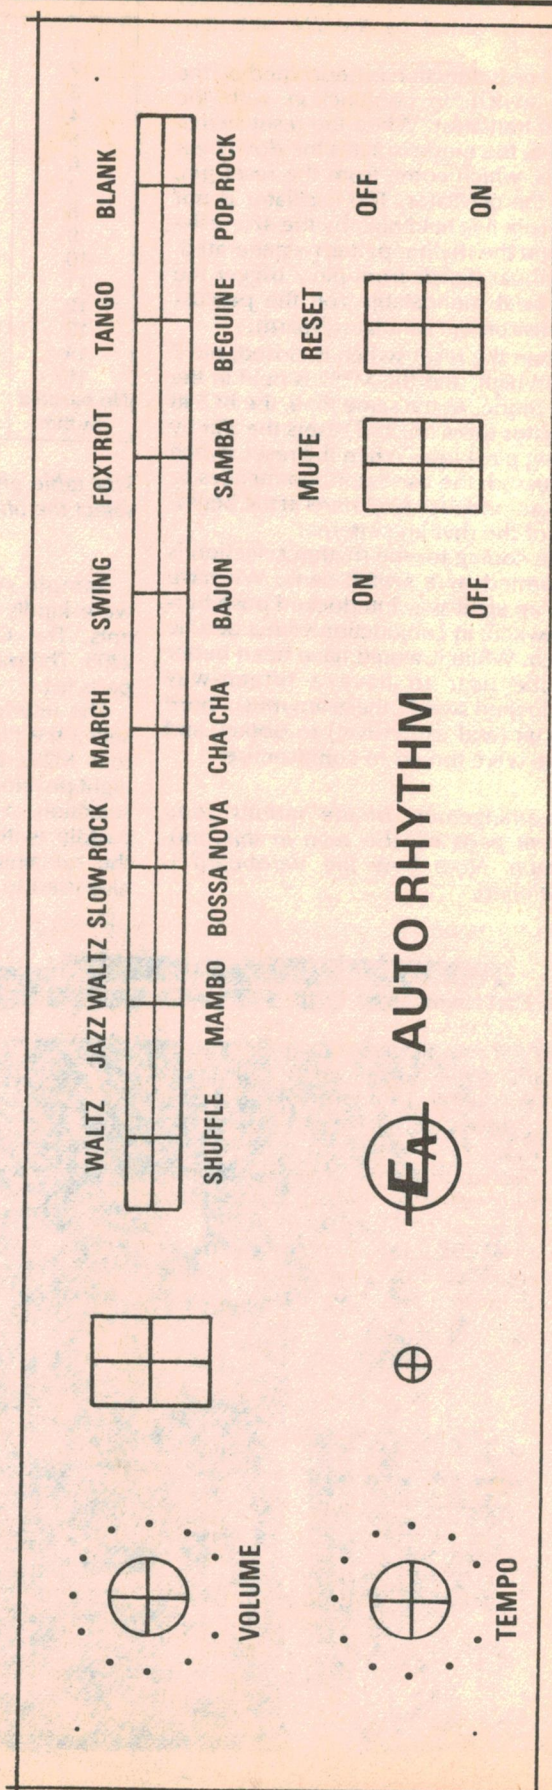 WALTZ JAZZ WALTZ SLOW ROCK MARCH SWING FOXTROT TANGO BLANK
SHUFFLE MAMBO BOSSA NOVA CHA CHA BAJON SAMBA BEGUINE POP ROCK
VOLUME
MUTE RESET
ON OFF
EA AUTO RHYTHM
OFF ON
TEMPO